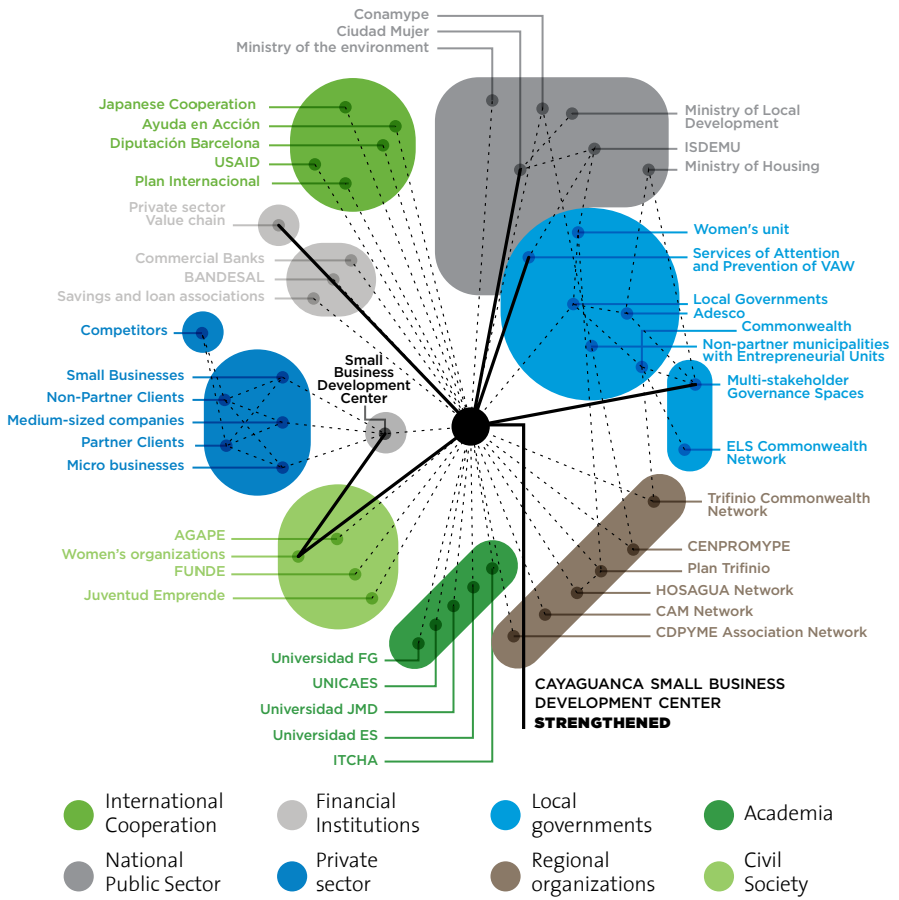 Conamype
Ciudad Mujer
Ministry of the environment
Japanese Cooperation
Ayuda en Acción
Diputación Barcelona
USAID
Plan Internacional
Private sector
Value chain
Commercial Banks
BANDESAL
Savings and loan associations
Competitors
Small
Business
Development
Center
Small Businesses
Non-Partner Clients
Medium-sized companies
Partner Clients
Micro businesses
AGAPE
Women's organizations
FUNDE
Juventud Emprende
Universidad FG
UNICAES
Universidad JMD
Universidad ES
ITCHA
Ministry of Local
Development
ISDEMU
Ministry of Housing
Women's unit
Services of Attention
and Prevention of VAW
Local Governments
Adesco
Commonwealth
Non-partner municipalities
with Entrepreneurial Units
Multi-stakeholder
Governance Spaces
ELS Commonwealth
Network
Trifinio Commonwealth
Network
CENPROMYPE
Plan Trifinio
HOSAGUA Network
CAM Network
CDPYME Association Network
CAYAGUANCA SMALL BUSINESS
DEVELOPMENT CENTER
STRENGTHENED
International
Cooperation
Financial
Institutions
Local
governments
Academia
National
Public Sector
Private
sector
Regional
organizations
Civil
Society